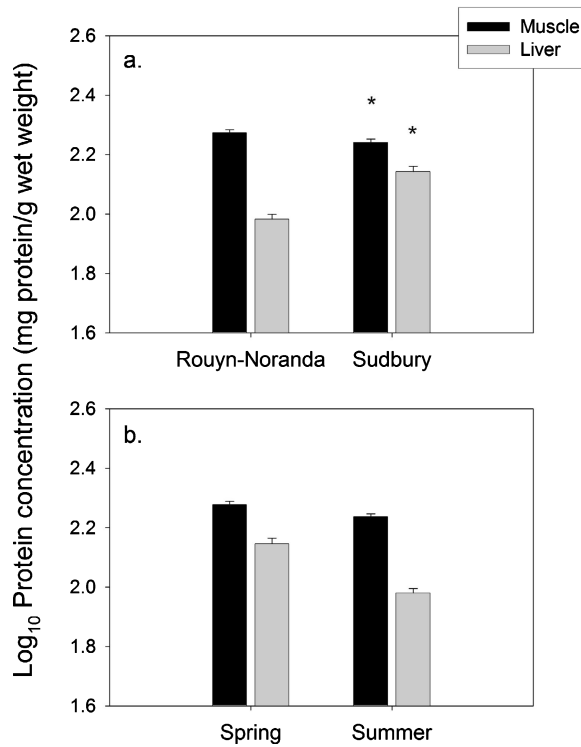 Muscle
Liver
Log10 Protein concentration (mg protein/g wet weight)
a.
2.6
2.4
2.2
2.0
1.8
1.6
*
*
Rouyn-Noranda Sudbury
b.
2.6
2.4
2.2
2.0
1.8
1.6
Spring Summer